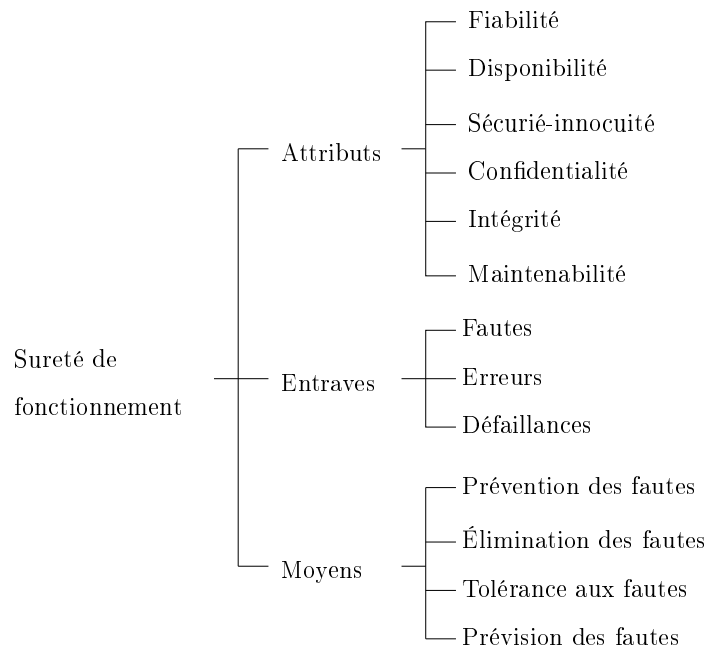 Sureté de
fonctionnement
Attributs
Fiabilité
Disponibilité
Sécurié-innocuité
Confidentialité
Intégrité
Maintenabilité
Entraves
Fautes
Erreurs
Défaillances
Moyens
Prévention des fautes
Élimination des fautes
Tolérance aux fautes
Prévision des fautes